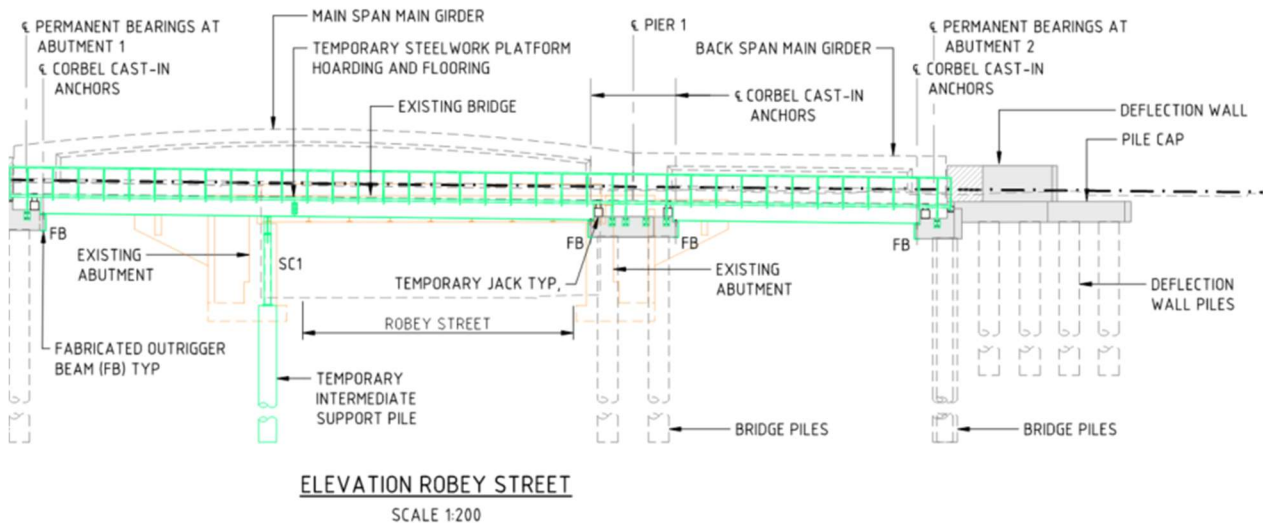 ℄ PERMANENT BEARINGS AT
ABUTMENT 1
℄ CORBEL CAST-IN
ANCHORS
MAIN SPAN MAIN GIRDER
TEMPORARY STEELWORK PLATFORM
HOARDING AND FLOORING
EXISTING BRIDGE
℄ PIER 1
BACK SPAN MAIN GIRDER
℄ CORBEL CAST-IN
ANCHORS
℄ PERMANENT BEARINGS AT
ABUTMENT 2
℄ CORBEL CAST-IN
ANCHORS
DEFLECTION WALL
PILE CAP
FB
FB
FB
FB
EXISTING
ABUTMENT
SC1
TEMPORARY JACK TYP,
EXISTING
ABUTMENT
DEFLECTION
WALL PILES
ROBEY STREET
FABRICATED OUTRIGGER
BEAM (FB) TYP
TEMPORARY
INTERMEDIATE
SUPPORT PILE
BRIDGE PILES
BRIDGE PILES
ELEVATION ROBEY STREET
SCALE 1:200